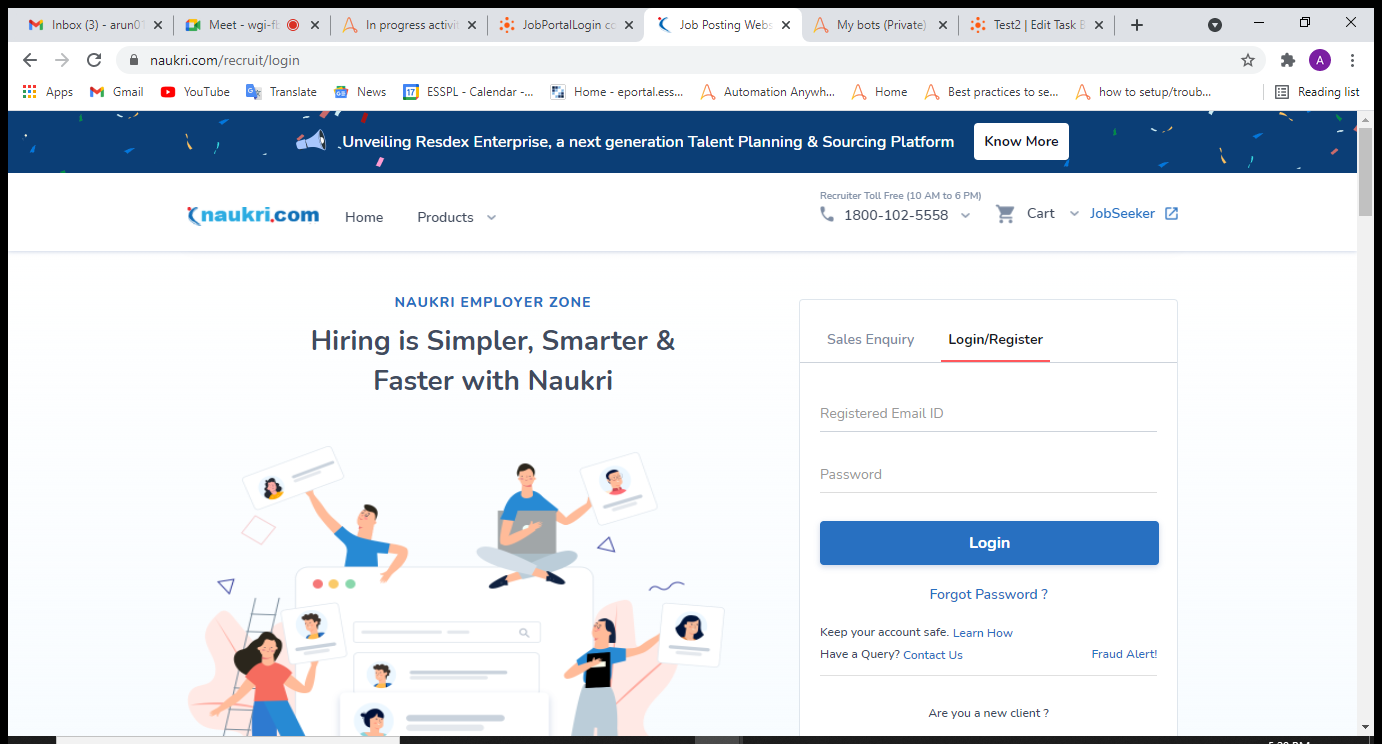 Inbox (3) - arun01
Meet - wgi-fb
In progress activit
JobPortalLogin co
Job Posting Webs
My bots (Private)
Test2 | Edit Task B
naukri.com/recruit/login
A
Apps
Gmail
YouTube
Translate
News
17 ESSPL - Calendar -...
Home - eportal.ess...
Automation Anywh...
Home
Best practices to se...
how to setup/troub...
Reading list
Unveiling Resdex Enterprise, a next generation Talent Planning & Sourcing Platform
Know More
naukri.com
Home
Products
Recruiter Toll Free (10 AM to 6 PM)
1800-102-5558
Cart
JobSeeker
NAUKRI EMPLOYER ZONE
Hiring is Simpler, Smarter &
Faster with Naukri
Sales Enquiry
Login/Register
Registered Email ID
Password
Login
Forgot Password ?
Keep your account safe. Learn How
Have a Query? Contact Us
Fraud Alert!
Are you a new client ?